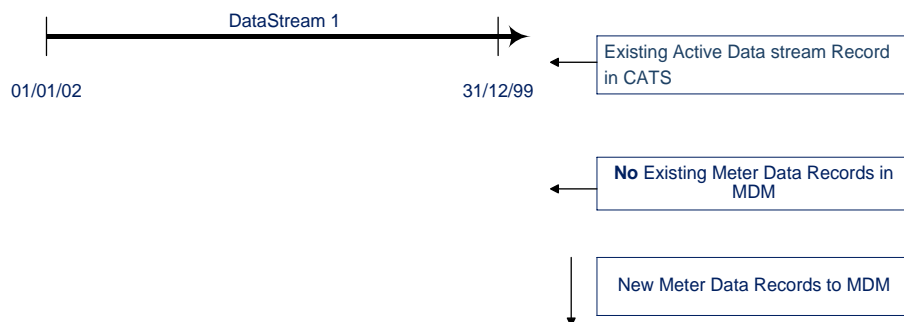 DataStream 1
01/01/02
31/12/99
Existing Active Data stream Record
in CATS
No Existing Meter Data Records in
MDM
New Meter Data Records to MDM